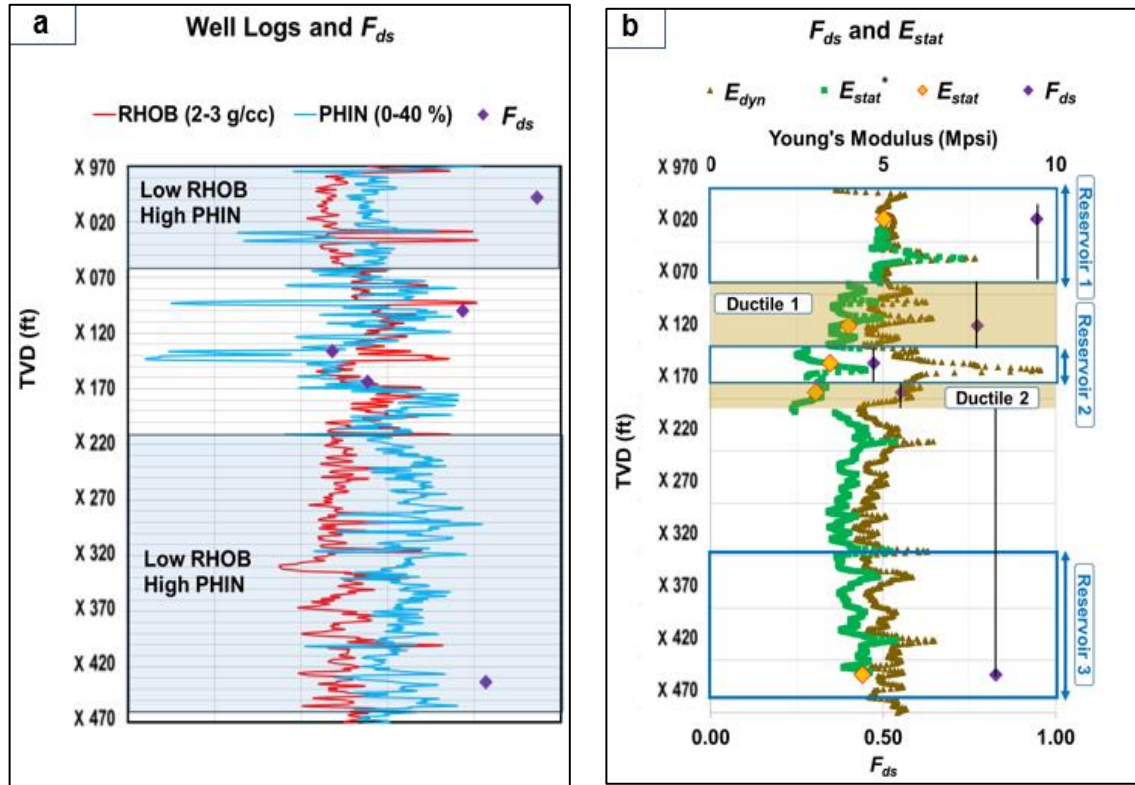 a
Well Logs and Fds
RHOB (2-3 g/cc) PHIN (0-40 %) Fds
TVD (ft)
X 970
X 020
X 070
X 120
X 170
X 220
X 270
X 320
X 370
X 420
X 470
Low RHOB
High PHIN
Low RHOB
High PHIN
b
Fds and Estat
Edyn Estat* Estat Fds
Young's Modulus (Mpsi)
0 5 10
TVD (ft)
X 970
X 020
X 070
X 120
X 170
X 220
X 270
X 320
X 370
X 420
X 470
Ductile 1
Ductile 2
Reservoir 1
Reservoir 2
Reservoir 3
0.00 0.50 1.00
Fds